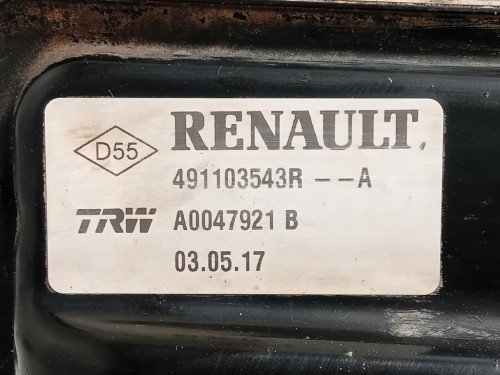 D55 RENAULT.
491103543R --A
TRW A0047921 B
03.05.17